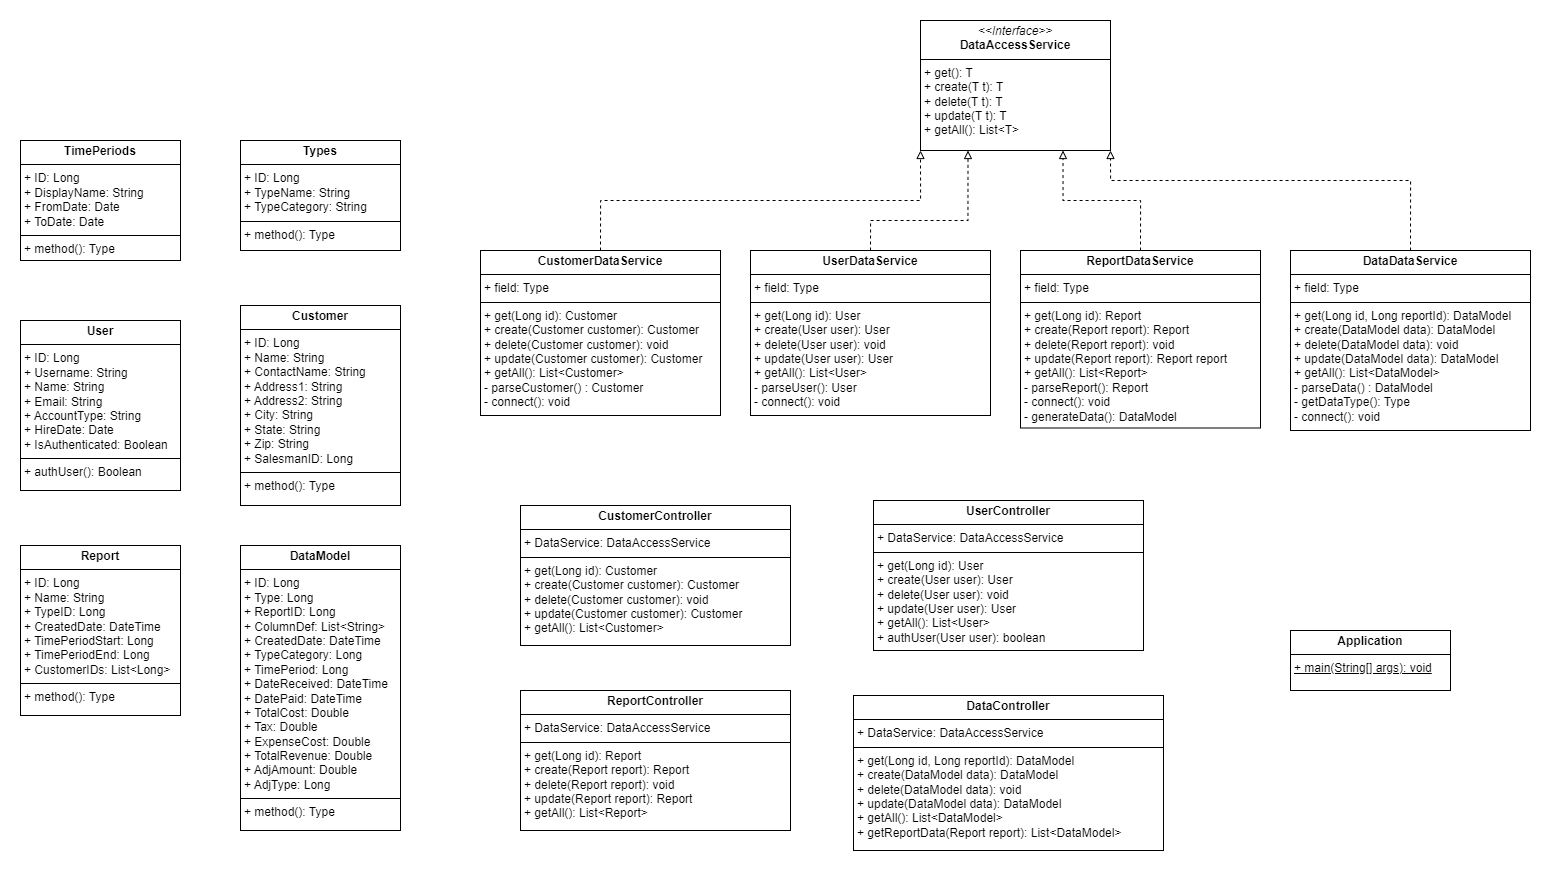 <<Interface>>
DataAccessService
+ get(): T
+ create(T t): T
+ delete(T t): T
+ update(T t): T
+ getAll(): List<T>
TimePeriods
+ ID: Long
+ DisplayName: String
+ FromDate: Date
+ ToDate: Date
+ method(): Type
Types
+ ID: Long
+ TypeName: String
+ TypeCategory: String
+ method(): Type
CustomerDataService
+ field: Type
+ get(Long id): Customer
+ create(Customer customer): Customer
+ delete(Customer customer): void
+ update(Customer customer): Customer
+ getAll(): List<Customer>
- parseCustomer() : Customer
- connect(): void
UserDataService
+ field: Type
+ get(Long id): User
+ create(User user): User
+ delete(User user): void
+ update(User user): User
+ getAll(): List<User>
- parseUser(): User
- connect(): void
ReportDataService
+ field: Type
+ get(Long id): Report
+ create(Report report): Report
+ delete(Report report): void
+ update(Report report): Report report
+ getAll(): List<Report>
- parseReport(): Report
- connect(): void
- generateData(): DataModel
DataDataService
+ field: Type
+ get(Long id, Long reportId): DataModel
+ create(DataModel data): DataModel
+ delete(DataModel data): void
+ update(DataModel data): DataModel
+ getAll(): List<DataModel>
- parseData() : DataModel
- getDataType(): Type
- connect(): void
User
+ ID: Long
+ Username: String
+ Name: String
+ Email: String
+ AccountType: String
+ HireDate: Date
+ IsAuthenticated: Boolean
+ authUser(): Boolean
Customer
+ ID: Long
+ Name: String
+ ContactName: String
+ Address1: String
+ Address2: String
+ City: String
+ State: String
+ Zip: String
+ SalesmanID: Long
+ method(): Type
CustomerController
+ DataService: DataAccessService
+ get(Long id): Customer
+ create(Customer customer): Customer
+ delete(Customer customer): void
+ update(Customer customer): Customer
+ getAll(): List<Customer>
UserController
+ DataService: DataAccessService
+ get(Long id): User
+ create(User user): User
+ delete(User user): void
+ update(User user): User
+ getAll(): List<User>
+ authUser(User user): boolean
Report
+ ID: Long
+ Name: String
+ TypeID: Long
+ CreatedDate: DateTime
+ TimePeriodStart: Long
+ TimePeriodEnd: Long
+ CustomerIDs: List<Long>
+ method(): Type
DataModel
+ ID: Long
+ Type: Long
+ ReportID: Long
+ ColumnDef: List<String>
+ CreatedDate: DateTime
+ TypeCategory: Long
+ TimePeriod: Long
+ DateReceived: DateTime
+ DatePaid: DateTime
+ TotalCost: Double
+ Tax: Double
+ ExpenseCost: Double
+ TotalRevenue: Double
+ AdjAmount: Double
+ AdjType: Long
+ method(): Type
ReportController
+ DataService: DataAccessService
+ get(Long id): Report
+ create(Report report): Report
+ delete(Report report): void
+ update(Report report): Report
+ getAll(): List<Report>
DataController
+ DataService: DataAccessService
+ get(Long id, Long reportId): DataModel
+ create(DataModel data): DataModel
+ delete(DataModel data): void
+ update(DataModel data): DataModel
+ getAll(): List<DataModel>
+ getReportData(Report report): List<DataModel>
Application
+ main(String[] args): void